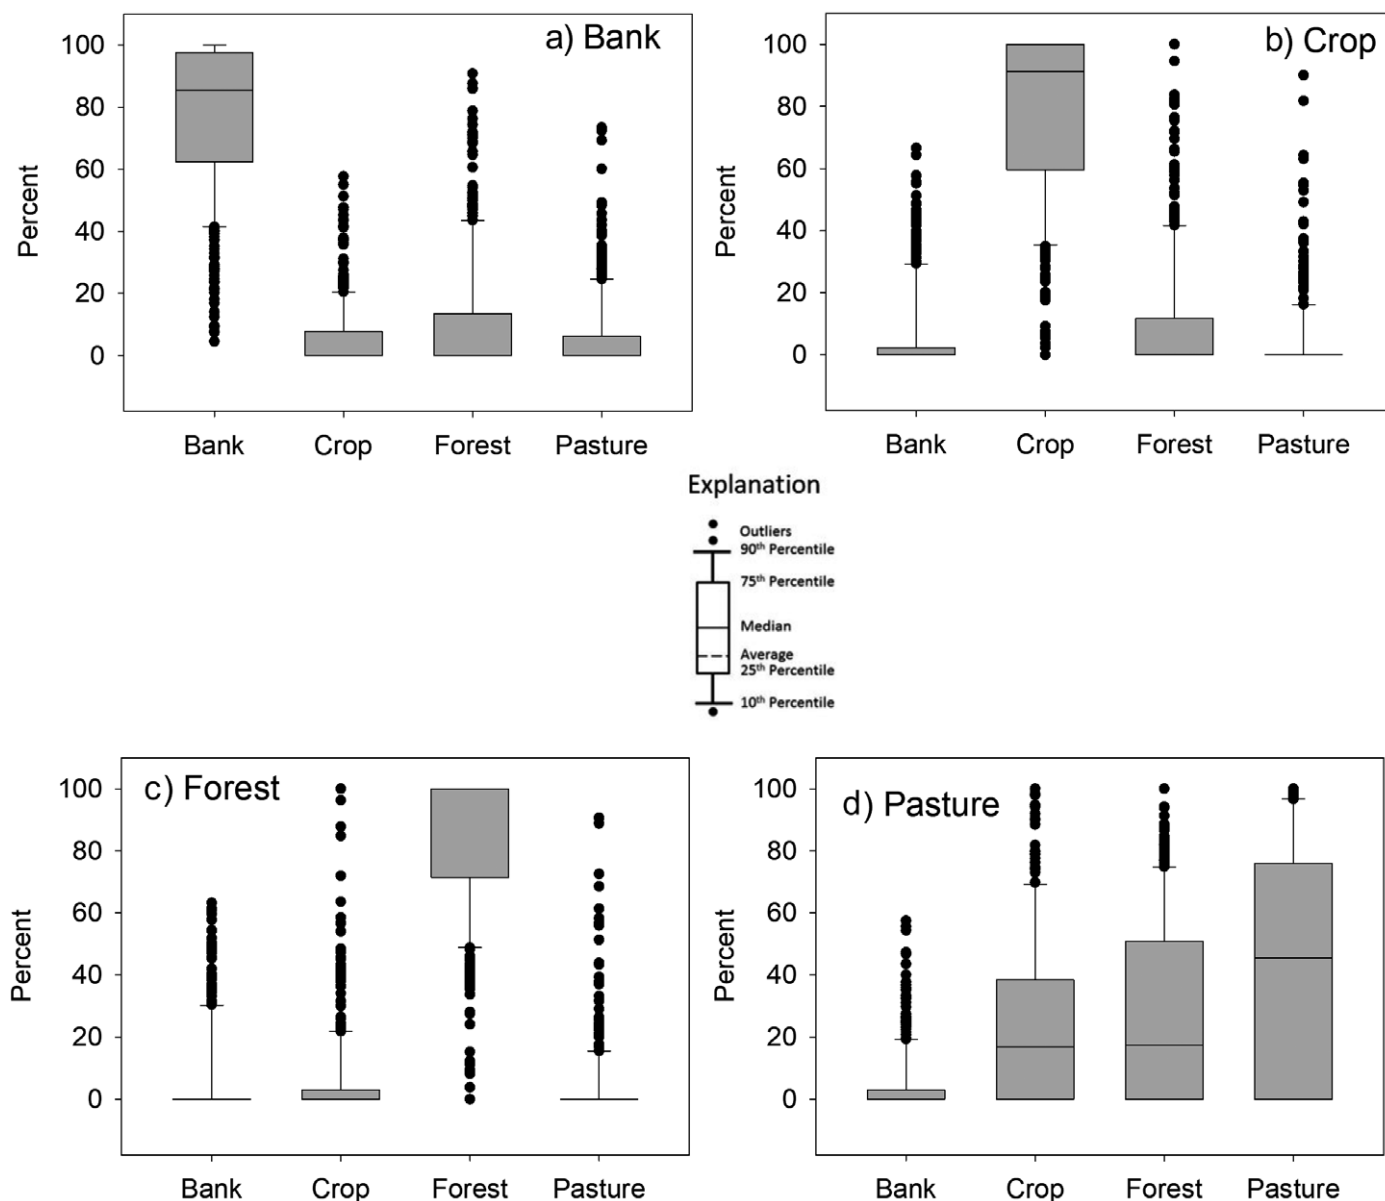 a) Bank
Percent
100
80
60
40
20
0
Bank
Crop
Forest
Pasture
b) Crop
Percent
100
80
60
40
20
0
Bank
Crop
Forest
Pasture
Explanation
Outliers
90th Percentile
75th Percentile
Median
Average
25th Percentile
10th Percentile
c) Forest
Percent
100
80
60
40
20
0
Bank
Crop
Forest
Pasture
d) Pasture
Percent
100
80
60
40
20
0
Bank
Crop
Forest
Pasture